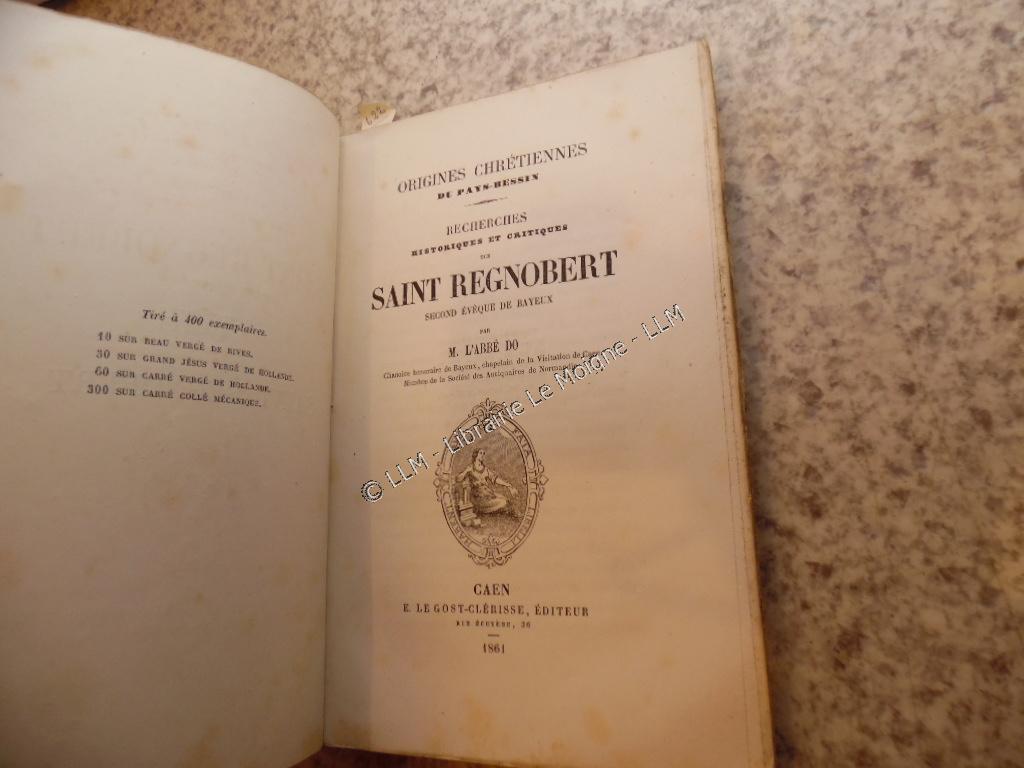 Tiré à 400 exemplaires.
10 SUR BEAU VERGÉ DE RIVES.
30 SUR GRAND JÉSUS VERGÉ DE HOLLANDE.
60 SUR CARRÉ VERGÉ DE HOLLANDE.
300 SUR CARRÉ COLLÉ MÉCANIQUE.
ORIGINES CHRÉTIENNES
DU PAYS-BESSIN
RECHERCHES
HISTORIQUES ET CRITIQUES
SUR
SAINT REGNOBERT
SECOND ÉVÊQUE DE BAYEUX
PAR
M. L'ABBÉ DO
Chanoine honoraire de Bayeux, chapelain de la Visitation de
Membre de la Société des Antiquaires de Normandie
© LLM - Librairie Le Moigne - LLM
CAEN
E. LE GOST-CLÉRISSE, ÉDITEUR
RUE ÉCUYÈRE, 36
1861